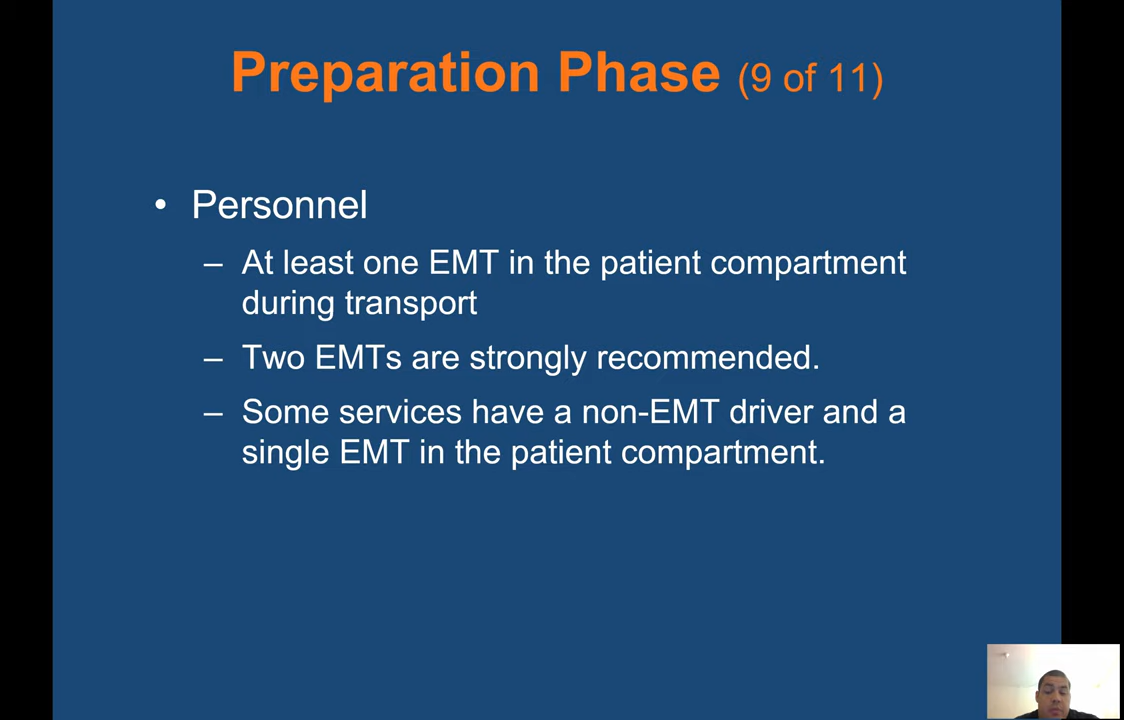 Preparation Phase (9 of 11)
• Personnel
– At least one EMT in the patient compartment
during transport
– Two EMTs are strongly recommended.
– Some services have a non-EMT driver and a
single EMT in the patient compartment.